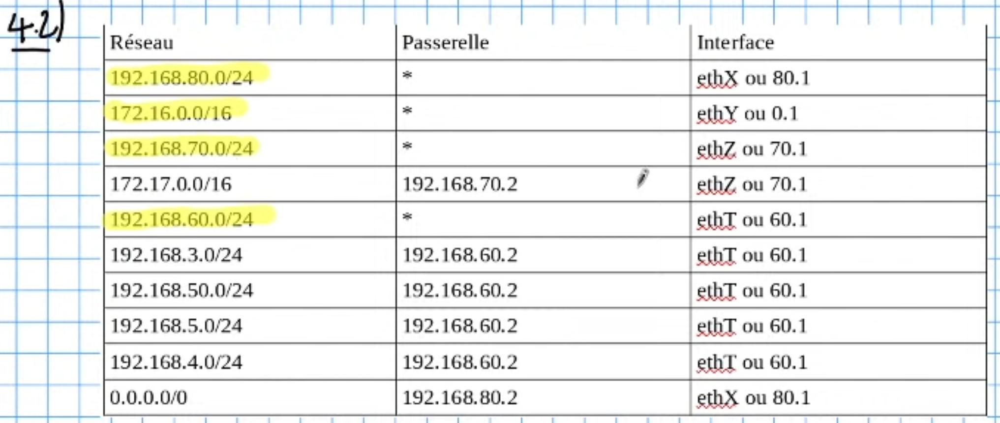 4.2)
Réseau Passerelle Interface
192.168.80.0/24 * ethX ou 80.1
172.16.0.0/16 * ethY ou 0.1
192.168.70.0/24 * ethZ ou 70.1
172.17.0.0/16 192.168.70.2 ethZ ou 70.1
192.168.60.0/24 * ethT ou 60.1
192.168.3.0/24 192.168.60.2 ethT ou 60.1
192.168.50.0/24 192.168.60.2 ethT ou 60.1
192.168.5.0/24 192.168.60.2 ethT ou 60.1
192.168.4.0/24 192.168.60.2 ethT ou 60.1
0.0.0.0/0 192.168.80.2 ethX ou 80.1